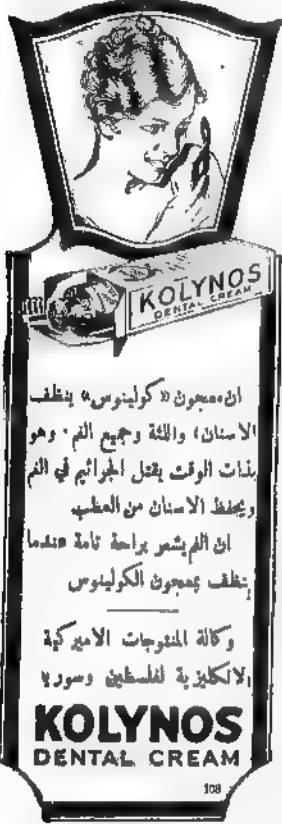 KOLYNOS
DENTAL CREAM
ان معجون «كولينوس» ينظف
الاسنان، واللثة وجميع الفم. وهو
بذات الوقت يقتل الجراثيم في الفم
ويحفظ الاسنان من العطب
ان الفم يشعر براحة تامة عندما
ينظف بمعجون الكولينوس
وكالة المنتوجات الاميركية
والانكليزية لفلسطين وسوريا
KOLYNOS
DENTAL CREAM
108